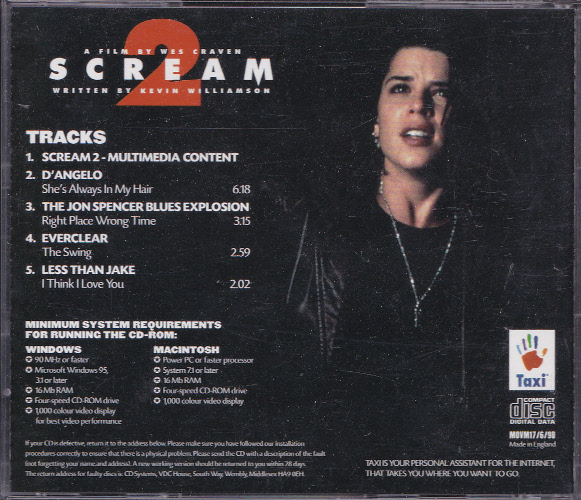 A FILM BY WES CRAVEN
SCREAM
2
WRITTEN BY KEVIN WILLIAMSON
TRACKS
1. SCREAM 2 - MULTIMEDIA CONTENT
2. D'ANGELO
She's Always In My Hair 6.18
3. THE JON SPENCER BLUES EXPLOSION
Right Place Wrong Time 3.15
4. EVERCLEAR
The Swing 2.59
5. LESS THAN JAKE
I Think I Love You 2.02
MINIMUM SYSTEM REQUIREMENTS
FOR RUNNING THE CD-ROM:
WINDOWS
90 MHz or faster
Microsoft Windows 95,
3.1 or later
16 Mb RAM
Four-speed CD-ROM drive
1,000 colour video display
for best video performance
MACINTOSH
Power PC or faster processor
System 7.1 or later
16 Mb RAM
Four-speed CD-ROM drive
1,000 colour video display
If your CD is defective, return it to the address below. Please make sure you have followed our installation
procedures correctly to ensure that there is a physical problem. Please send the CD with a description of the fault
(not forgetting your name and address). A new working version should be returned to you within 28 days.
The return address for faulty discs is: CD Systems, VDC House, South Way, Wembly, Middlesex HA9 0EH.
Taxi
COMPACT
disc
DIGITAL DATA
MOVM17/6/98
Made in England
TAXI IS YOUR PERSONAL ASSISTANT FOR THE INTERNET,
THAT TAKES YOU WHERE YOU WANT TO GO.